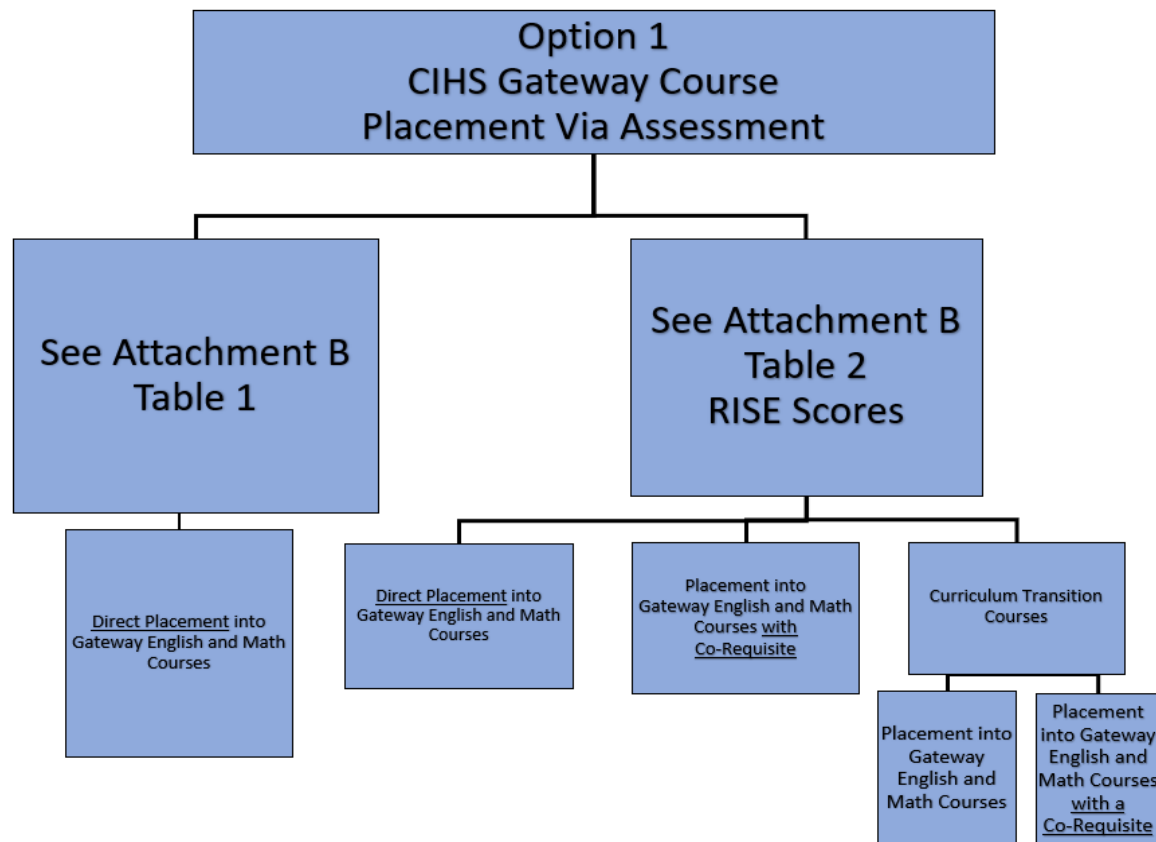 Option 1
CIHS Gateway Course
Placement Via Assessment
See Attachment B
Table 1
See Attachment B
Table 2
RISE Scores
Direct Placement into
Gateway English and Math
Courses
Direct Placement into
Gateway English and Math
Courses
Placement into
Gateway English and Math
Courses with
Co-Requisite
Curriculum Transition
Courses
Placement into
Gateway
English and
Math Courses
Placement
into Gateway
English and
Math Courses
with a
Co-Requisite